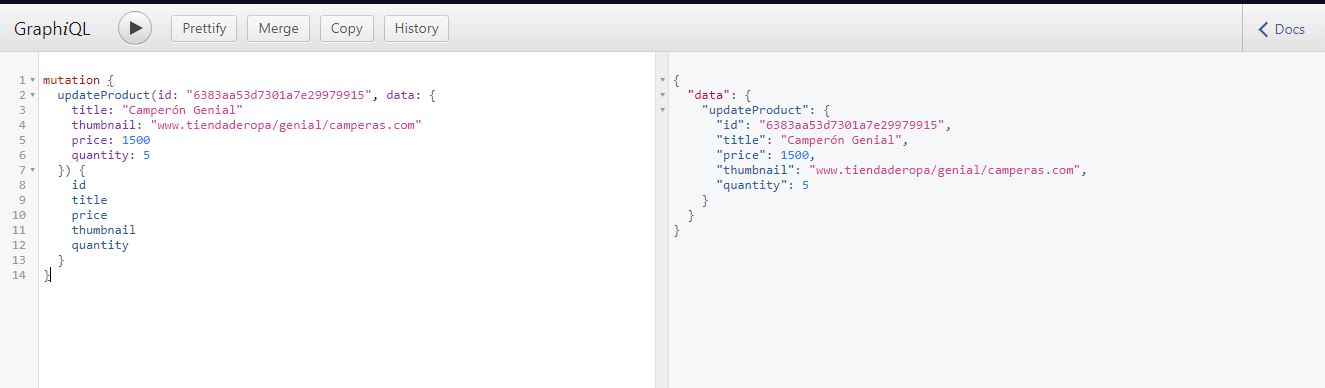 GraphiQL Prettify Merge Copy History Docs
1 mutation {
2 updateProduct(id: "6383aa53d7301a7e29979915", data: {
3 title: "Camperón Genial"
4 thumbnail: "www.tiendaderopa/genial/camperas.com"
5 price: 1500
6 quantity: 5
7 }) {
8 id
9 title
10 price
11 thumbnail
12 quantity
13 }
14 }
{
"data": {
"updateProduct": {
"id": "6383aa53d7301a7e29979915",
"title": "Camperón Genial",
"price": 1500,
"thumbnail": "www.tiendaderopa/genial/camperas.com",
"quantity": 5
}
}
}